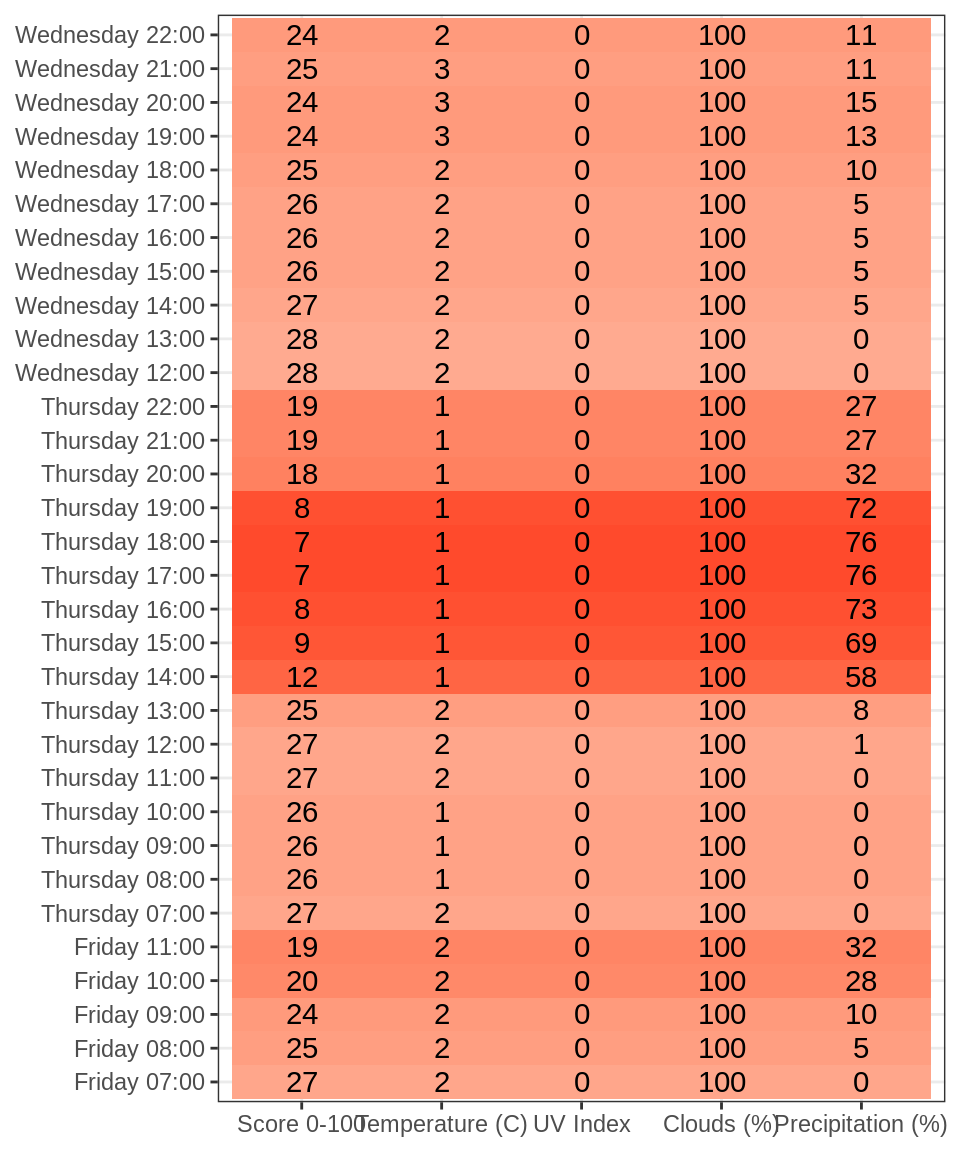 Wednesday 22:00 24 2 0 100 11
Wednesday 21:00 25 3 0 100 11
Wednesday 20:00 24 3 0 100 15
Wednesday 19:00 24 3 0 100 13
Wednesday 18:00 25 2 0 100 10
Wednesday 17:00 26 2 0 100 5
Wednesday 16:00 26 2 0 100 5
Wednesday 15:00 26 2 0 100 5
Wednesday 14:00 27 2 0 100 5
Wednesday 13:00 28 2 0 100 0
Wednesday 12:00 28 2 0 100 0
Thursday 22:00 19 1 0 100 27
Thursday 21:00 19 1 0 100 27
Thursday 20:00 18 1 0 100 32
Thursday 19:00 8 1 0 100 72
Thursday 18:00 7 1 0 100 76
Thursday 17:00 7 1 0 100 76
Thursday 16:00 8 1 0 100 73
Thursday 15:00 9 1 0 100 69
Thursday 14:00 12 1 0 100 58
Thursday 13:00 25 2 0 100 8
Thursday 12:00 27 2 0 100 1
Thursday 11:00 27 2 0 100 0
Thursday 10:00 26 1 0 100 0
Thursday 09:00 26 1 0 100 0
Thursday 08:00 26 1 0 100 0
Thursday 07:00 27 2 0 100 0
Friday 11:00 19 2 0 100 32
Friday 10:00 20 2 0 100 28
Friday 09:00 24 2 0 100 10
Friday 08:00 25 2 0 100 5
Friday 07:00 27 2 0 100 0
Score 0-100 Temperature (C) UV Index Clouds (%) Precipitation (%)